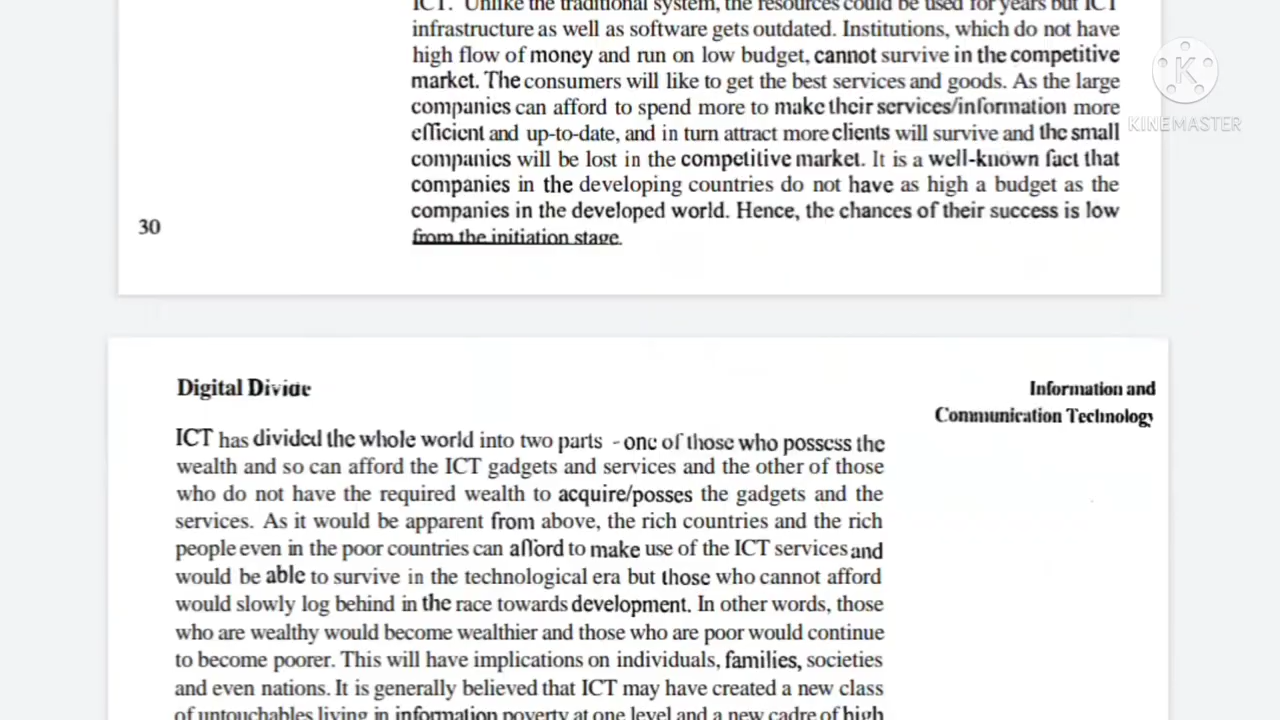 ICT. Unlike the traditional system, the resources could be used for years but ICT
infrastructure as well as software gets outdated. Institutions, which do not have
high flow of money and run on low budget, cannot survive in the competitive
market. The consumers will like to get the best services and goods. As the large
companies can afford to spend more to make their services/information more
efficient and up-to-date, and in turn attract more clients will survive and the small
companies will be lost in the competitive market. It is a well-known fact that
companies in the developing countries do not have as high a budget as the
companies in the developed world. Hence, the chances of their success is low
from the initiation stage.
30
K
KINEMASTER
Digital Divide
Information and
Communication Technology
ICT has divided the whole world into two parts - one of those who possess the
wealth and so can afford the ICT gadgets and services and the other of those
who do not have the required wealth to acquire/posses the gadgets and the
services. As it would be apparent from above, the rich countries and the rich
people even in the poor countries can afford to make use of the ICT services and
would be able to survive in the technological era but those who cannot afford
would slowly log behind in the race towards development. In other words, those
who are wealthy would become wealthier and those who are poor would continue
to become poorer. This will have implications on individuals, families, societies
and even nations. It is generally believed that ICT may have created a new class
of untouchables living in information poverty at one level and a new cadre of high